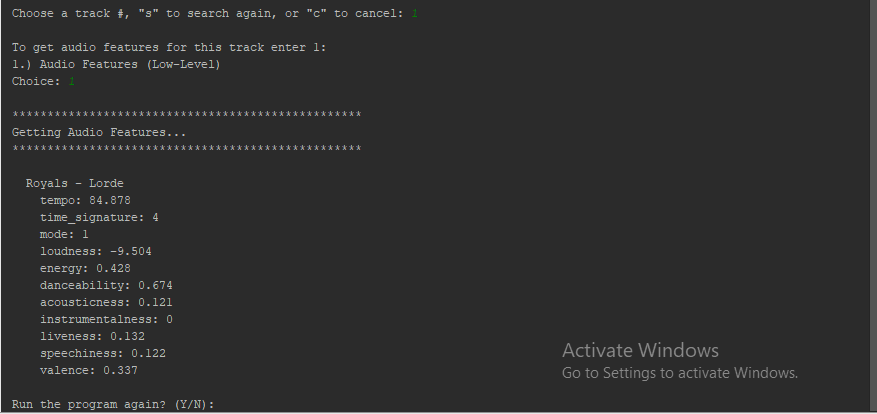 Choose a track #, "s" to search again, or "c" to cancel: 1
To get audio features for this track enter 1:
1.) Audio Features (Low-Level)
Choice: 1
**************************************************
Getting Audio Features...
**************************************************
Royals - Lorde
tempo: 84.878
time_signature: 4
mode: 1
loudness: -9.504
energy: 0.428
danceability: 0.674
acousticness: 0.121
instrumentalness: 0
liveness: 0.132
speechiness: 0.122
valence: 0.337
Run the program again? (Y/N):
Activate Windows
Go to Settings to activate Windows.